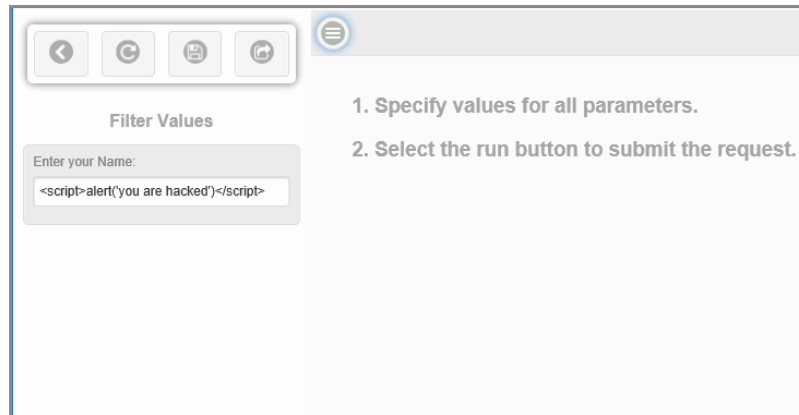 Filter Values
Enter your Name:
<script>alert('you are hacked')</script>
1. Specify values for all parameters.
2. Select the run button to submit the request.